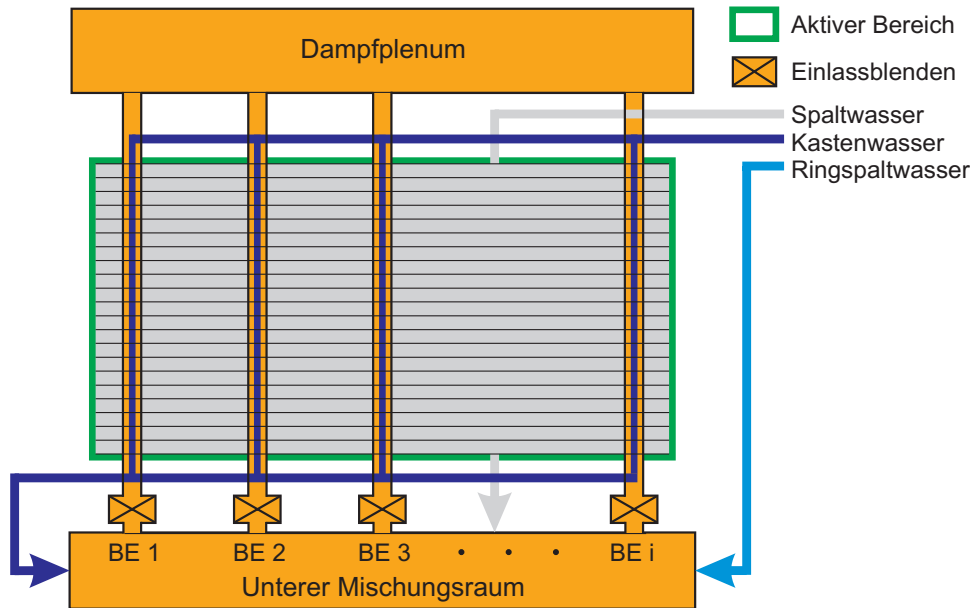 Dampfplenum
Aktiver Bereich
Einlassblenden
Spaltwasser
Kastenwasser
Ringspaltwasser
BE 1 BE 2 BE 3 · · · BE i
Unterer Mischungsraum